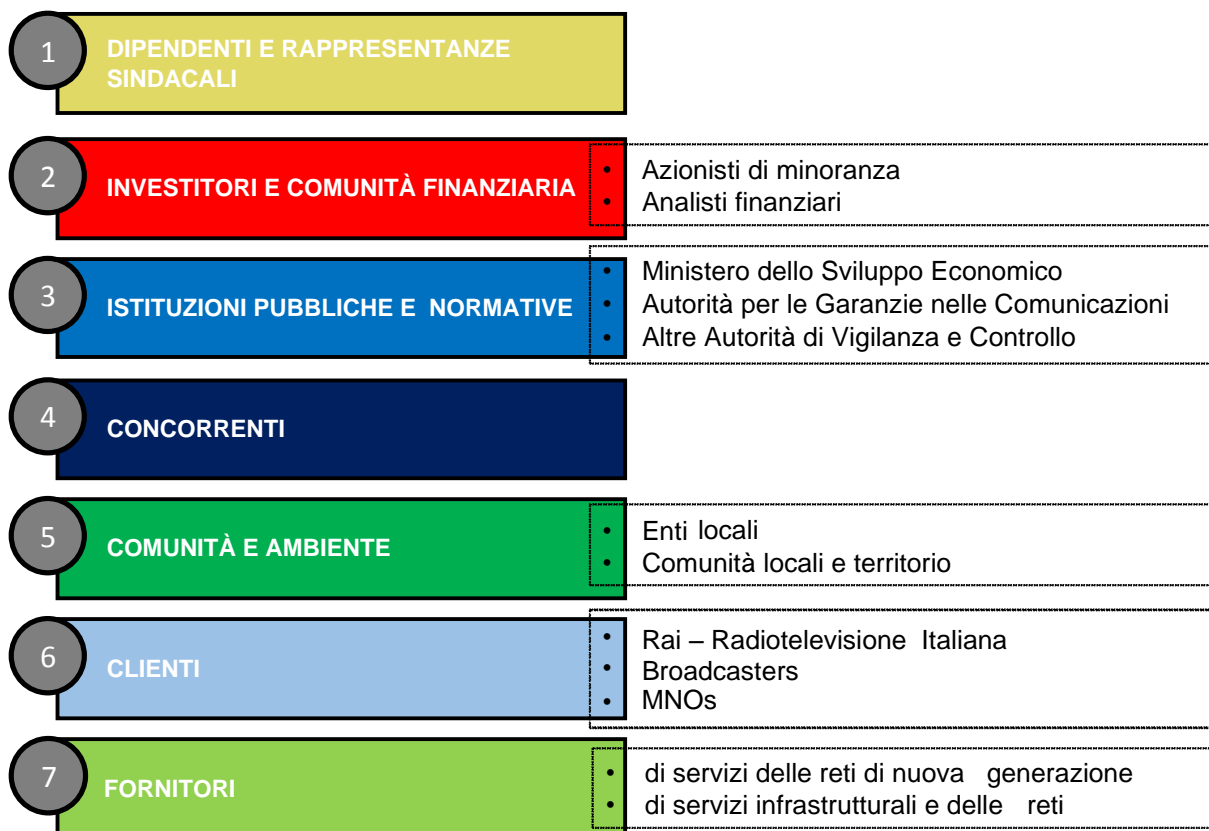 1
DIPENDENTI E RAPPRESENTANZE
SINDACALI
2
INVESTITORI E COMUNITÀ FINANZIARIA
• Azionisti di minoranza
• Analisti finanziari
3
ISTITUZIONI PUBBLICHE E NORMATIVE
• Ministero dello Sviluppo Economico
• Autorità per le Garanzie nelle Comunicazioni
• Altre Autorità di Vigilanza e Controllo
4
CONCORRENTI
5
COMUNITÀ E AMBIENTE
• Enti locali
• Comunità locali e territorio
6
CLIENTI
• Rai – Radiotelevisione Italiana
• Broadcasters
• MNOs
7
FORNITORI
• di servizi delle reti di nuova generazione
• di servizi infrastrutturali e delle reti